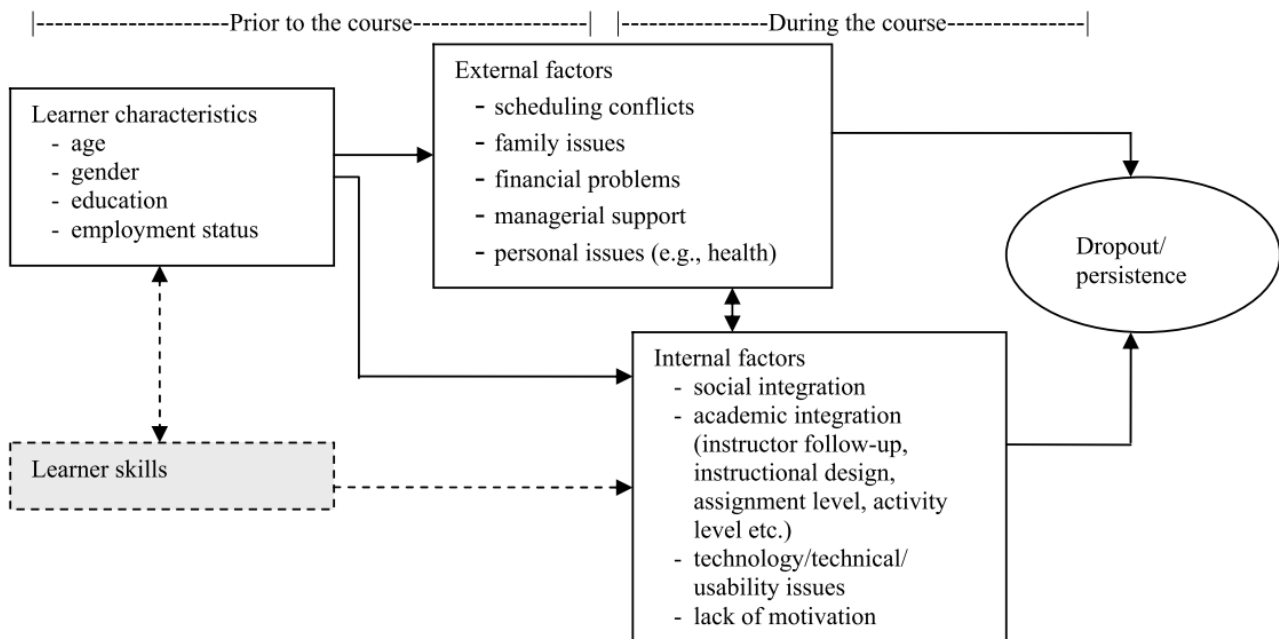 |--------------------Prior to the course--------------------| |---------------During the course---------------|
Learner characteristics
- age
- gender
- education
- employment status
External factors
- scheduling conflicts
- family issues
- financial problems
- managerial support
- personal issues (e.g., health)
Dropout/
persistence
Learner skills
Internal factors
- social integration
- academic integration
(instructor follow-up,
instructional design,
assignment level, activity
level etc.)
- technology/technical/
usability issues
- lack of motivation